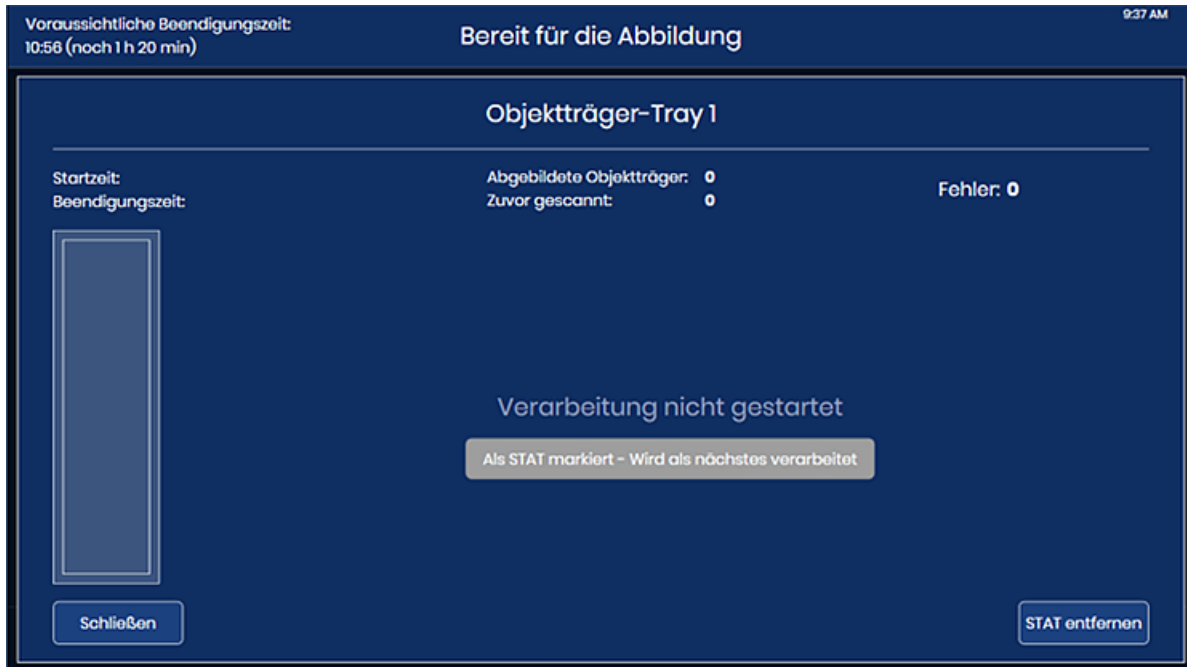 Voraussichtliche Beendigungszeit:
10:56 (noch 1 h 20 min)
Bereit für die Abbildung
9:37 AM
Objektträger-Tray 1
Startzeit:
Beendigungszeit:
Abgebildete Objektträger: 0
Zuvor gescannt: 0
Fehler: 0
Verarbeitung nicht gestartet
Als STAT markiert - Wird als nächstes verarbeitet
Schließen
STAT entfernen